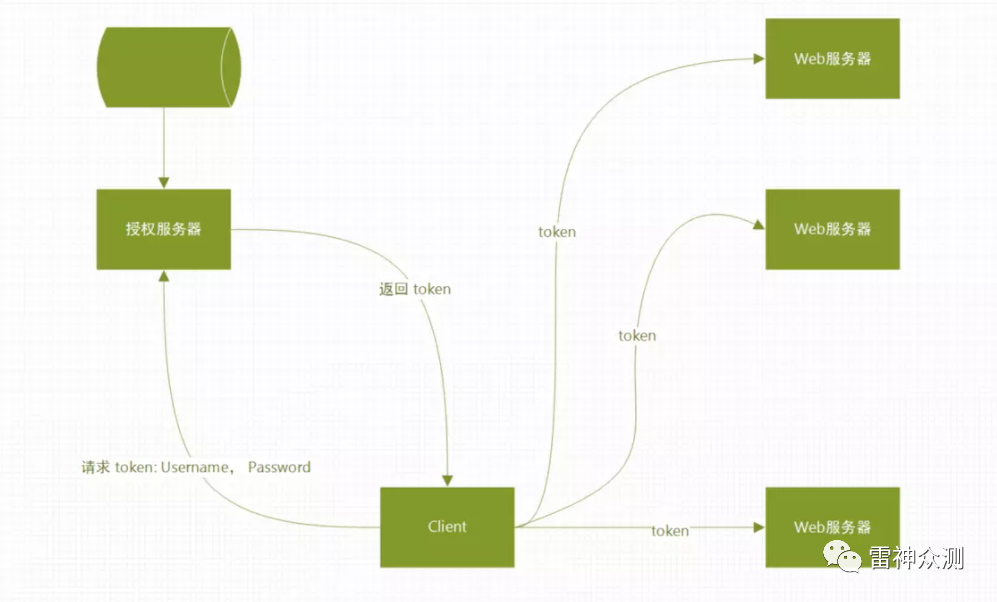 Web服务器
授权服务器
Web服务器
token
返回 token
token
请求 token: Username， Password
Client
token
Web服务器
雷神众测